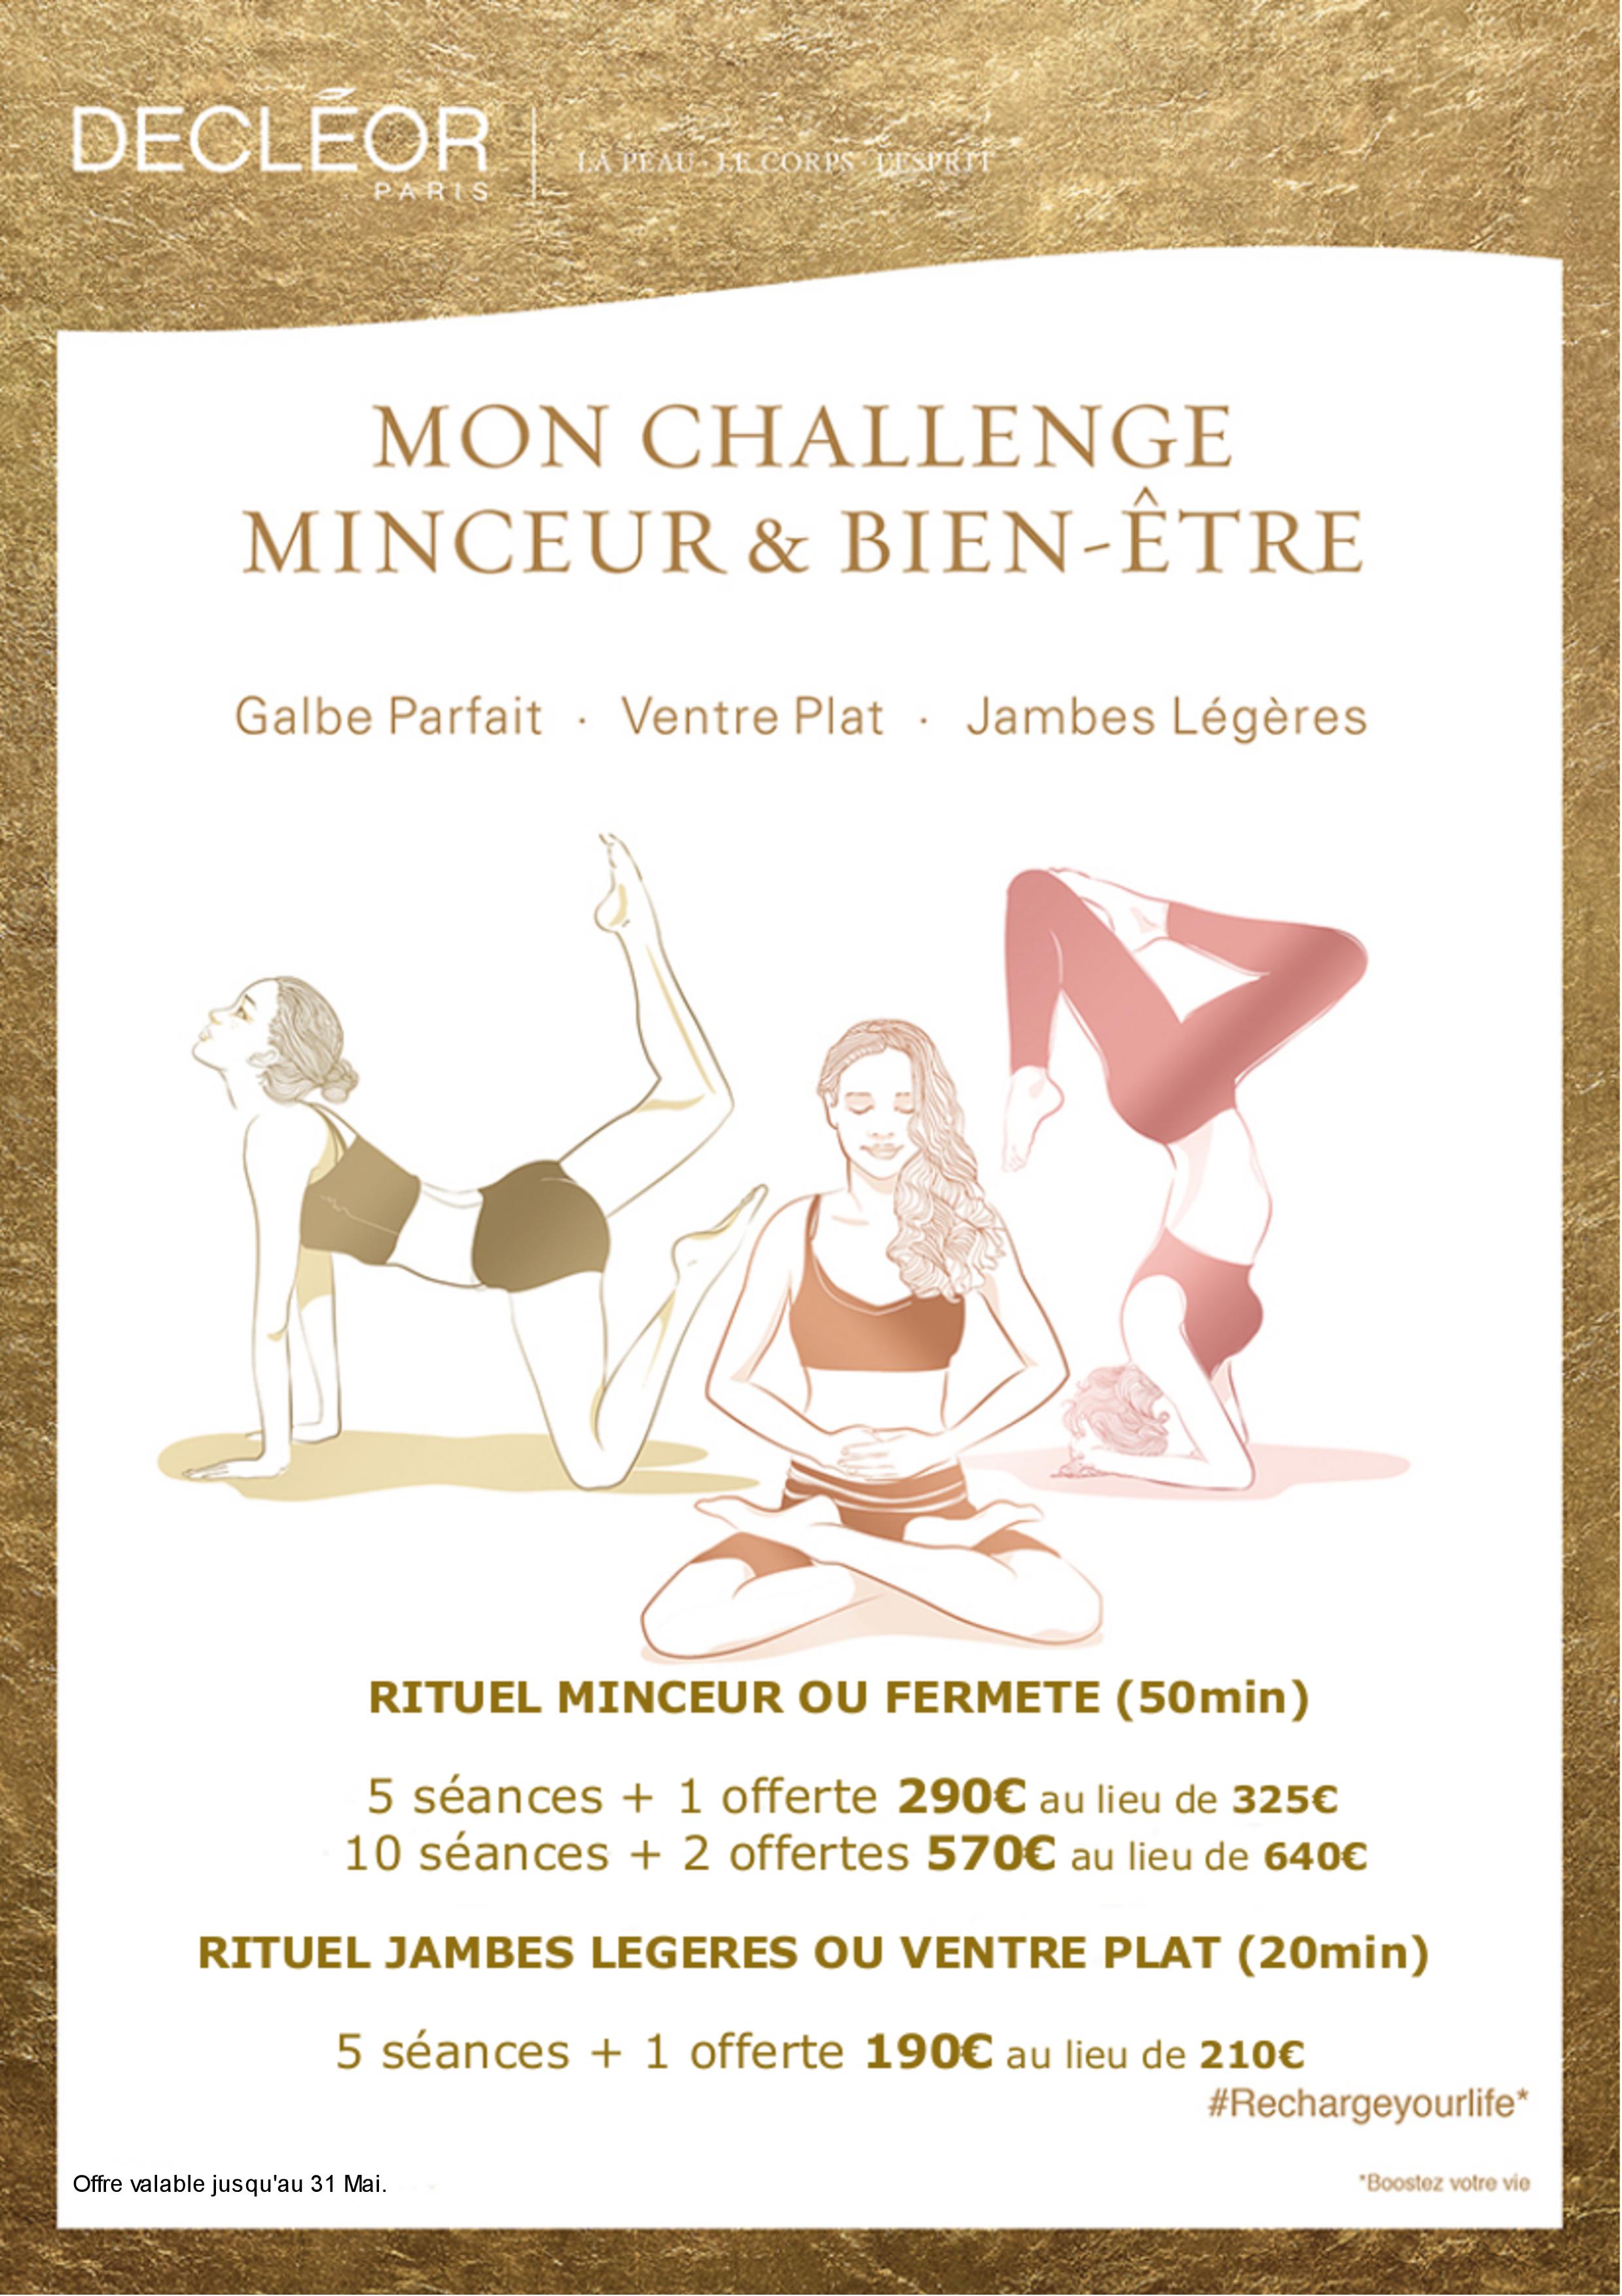 DECLÉOR
PARIS
LA PEAU · LE CORPS · L'ESPRIT
MON CHALLENGE
MINCEUR & BIEN-ÊTRE
Galbe Parfait · Ventre Plat · Jambes Légères
RITUEL MINCEUR OU FERMETE (50min)
5 séances + 1 offerte 290€ au lieu de 325€
10 séances + 2 offertes 570€ au lieu de 640€
RITUEL JAMBES LEGERES OU VENTRE PLAT (20min)
5 séances + 1 offerte 190€ au lieu de 210€
#Rechargeyourlife*
Offre valable jusqu'au 31 Mai.
*Boostez votre vie